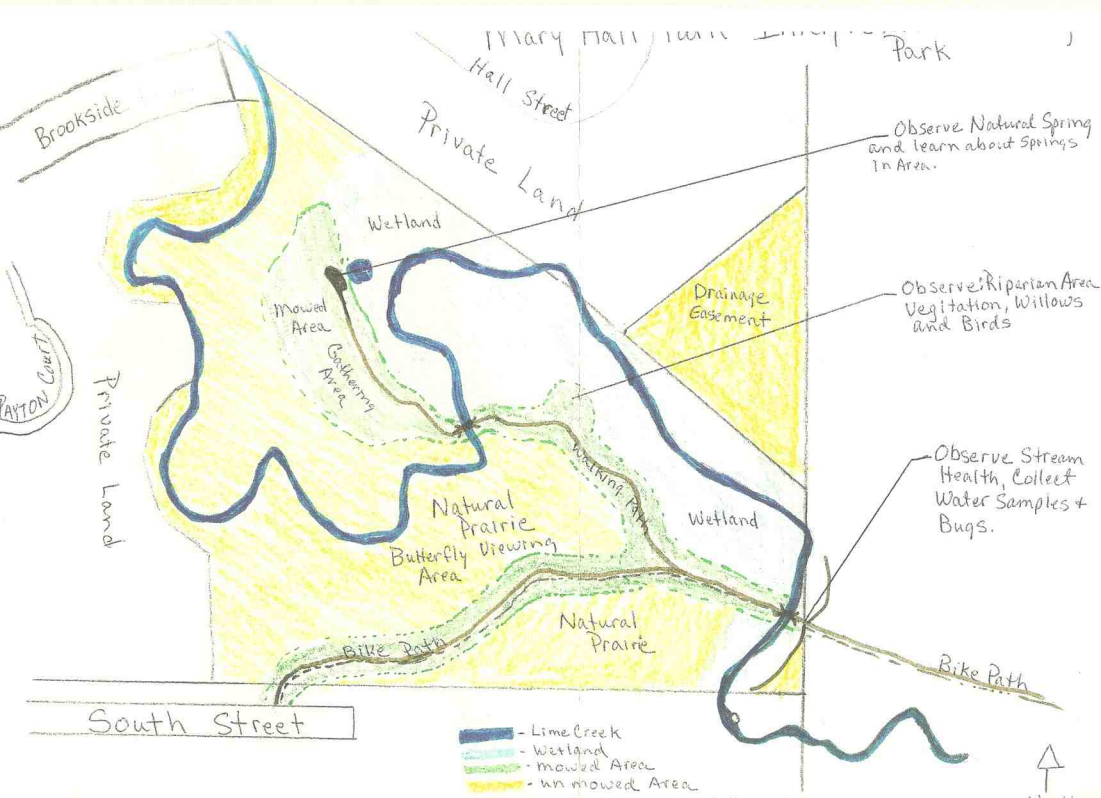 Mary Hall Park
Park
Hall Street
Brookside
Private Land
Observe Natural Spring
and learn about Springs
in Area.
Wetland
Mowed
Area
Gathering
Area
Drainage
Easement
Observe: Riparian Area
Vegitation, Willows
and Birds
Private Land
Walking Path
Observe Stream
Health, Collect
Water Samples +
Bugs.
Natural
Prairie
Butterfly Viewing
Area
Wetland
Natural
Prairie
Bike Path
Bike Path
South Street
- Lime Creek
- Wetland
- mowed Area
- un mowed Area